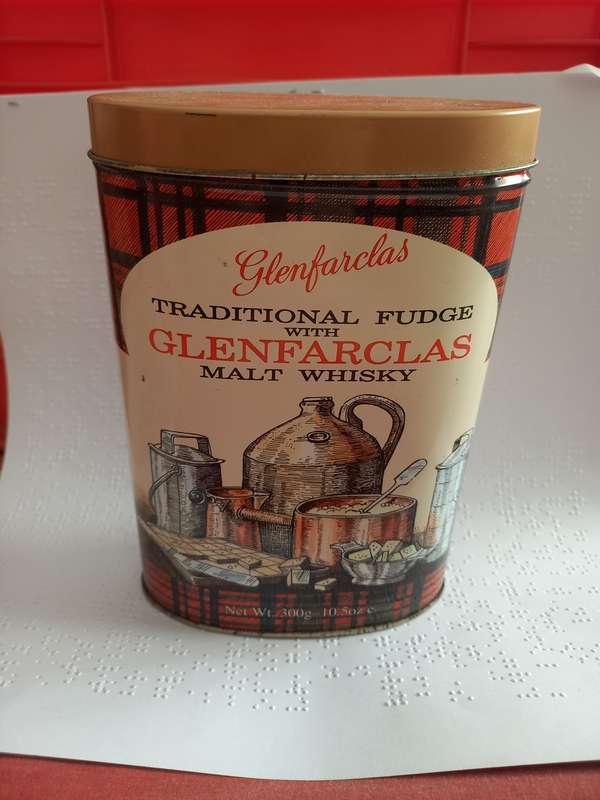 Glenfarclas
TRADITIONAL FUDGE
WITH
GLENFARCLAS
MALT WHISKY
Net Wt. 300g 10.5oz e